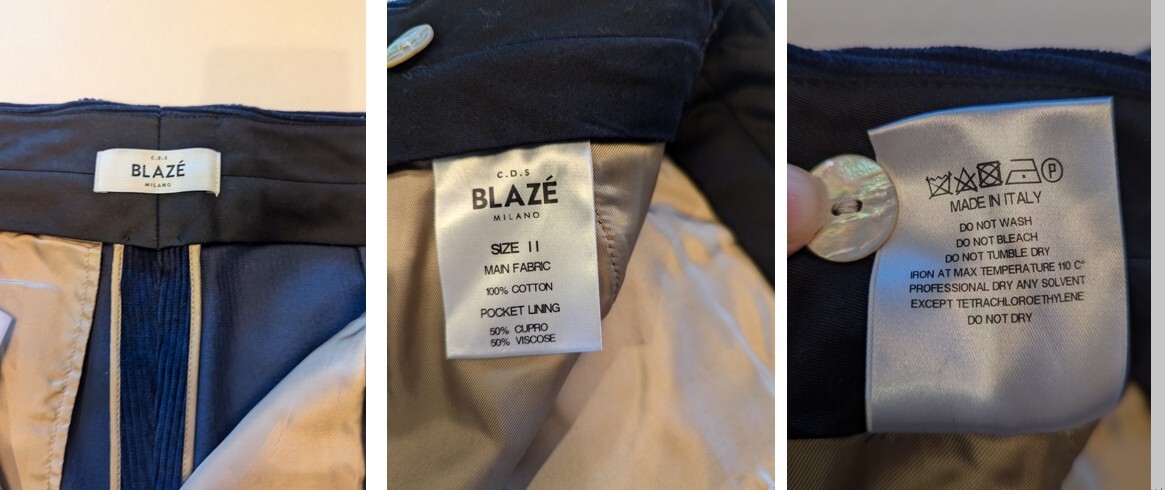 C.D.S
BLAZÉ
MILANO
C.D.S
BLAZÉ
MILANO
SIZE II
MAIN FABRIC
100% COTTON
POCKET LINING
50% CUPRO
50% VISCOSE
P
MADE IN ITALY
DO NOT WASH
DO NOT BLEACH
DO NOT TUMBLE DRY
IRON AT MAX TEMPERATURE 110 C°
PROFESSIONAL DRY ANY SOLVENT
EXCEPT TETRACHLOROETHYLENE
DO NOT DRY